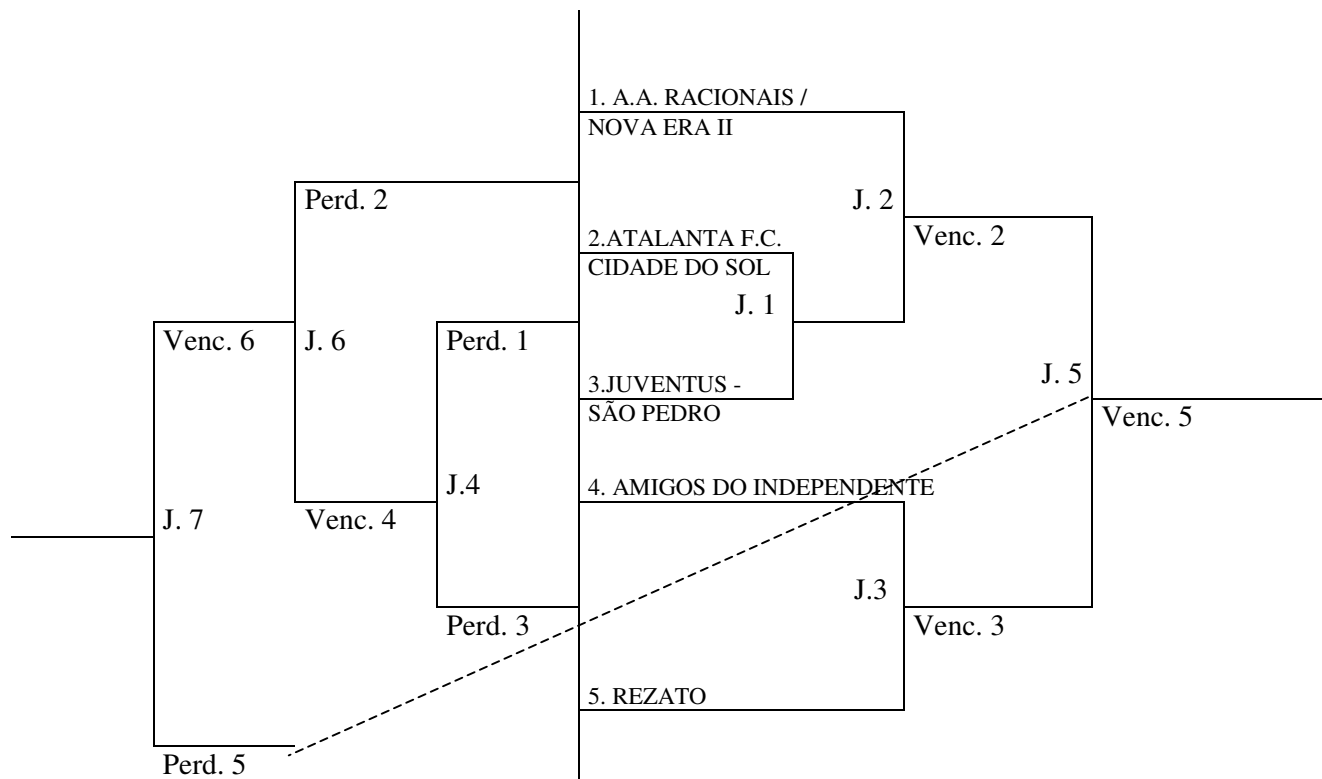 1. A.A. RACIONAIS /
NOVA ERA II
Perd. 2
J. 2
2.ATALANTA F.C.
CIDADE DO SOL
Venc. 2
J. 1
Venc. 6
J. 6
Perd. 1
3.JUVENTUS -
SÃO PEDRO
J. 5
Venc. 5
J.4
4. AMIGOS DO INDEPENDENTE
J. 7
Venc. 4
J.3
Perd. 3
Venc. 3
5. REZATO
Perd. 5